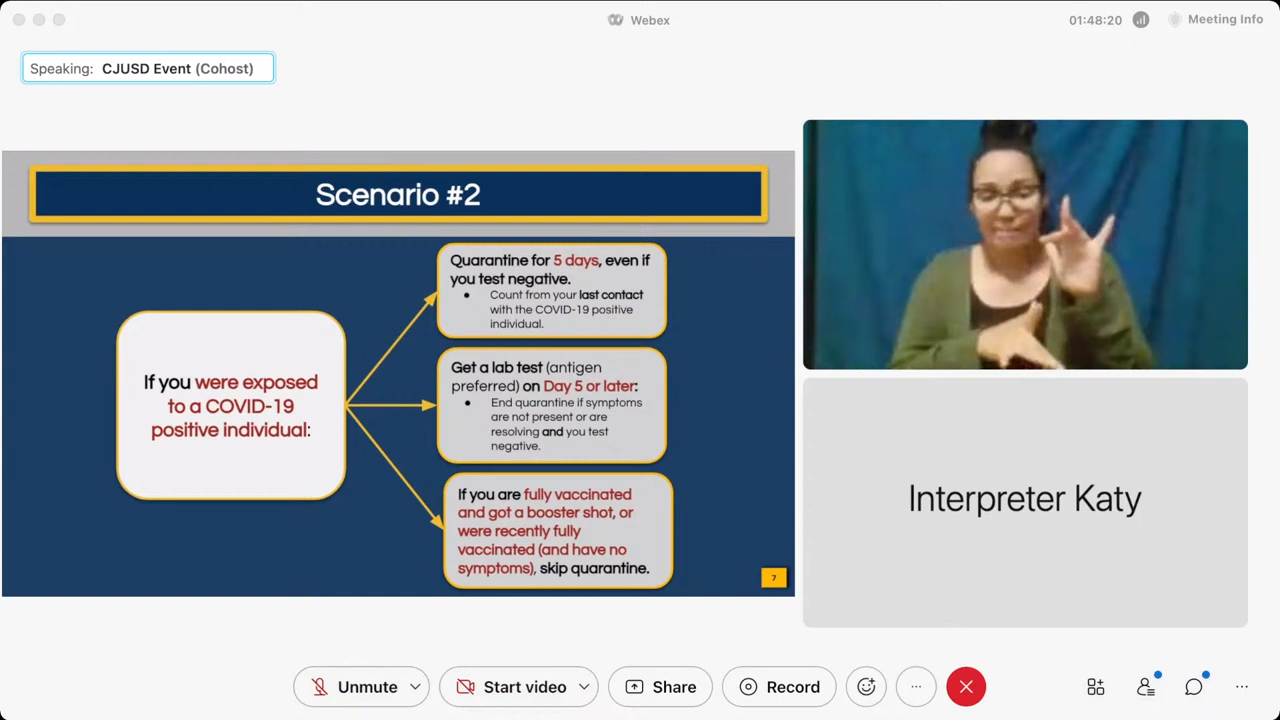 Webex
01:48:20
Meeting Info
Speaking: CJUSD Event (Cohost)
Scenario #2
If you were exposed
to a COVID-19
positive individual:
Quarantine for 5 days, even if
you test negative.
• Count from your last contact
with the COVID-19 positive
individual.
Get a lab test (antigen
preferred) on Day 5 or later:
• End quarantine if symptoms
are not present or are
resolving and you test
negative.
If you are fully vaccinated
and got a booster shot, or
were recently fully
vaccinated (and have no
symptoms), skip quarantine.
7
Interpreter Katy
Unmute
Start video
Share
Record